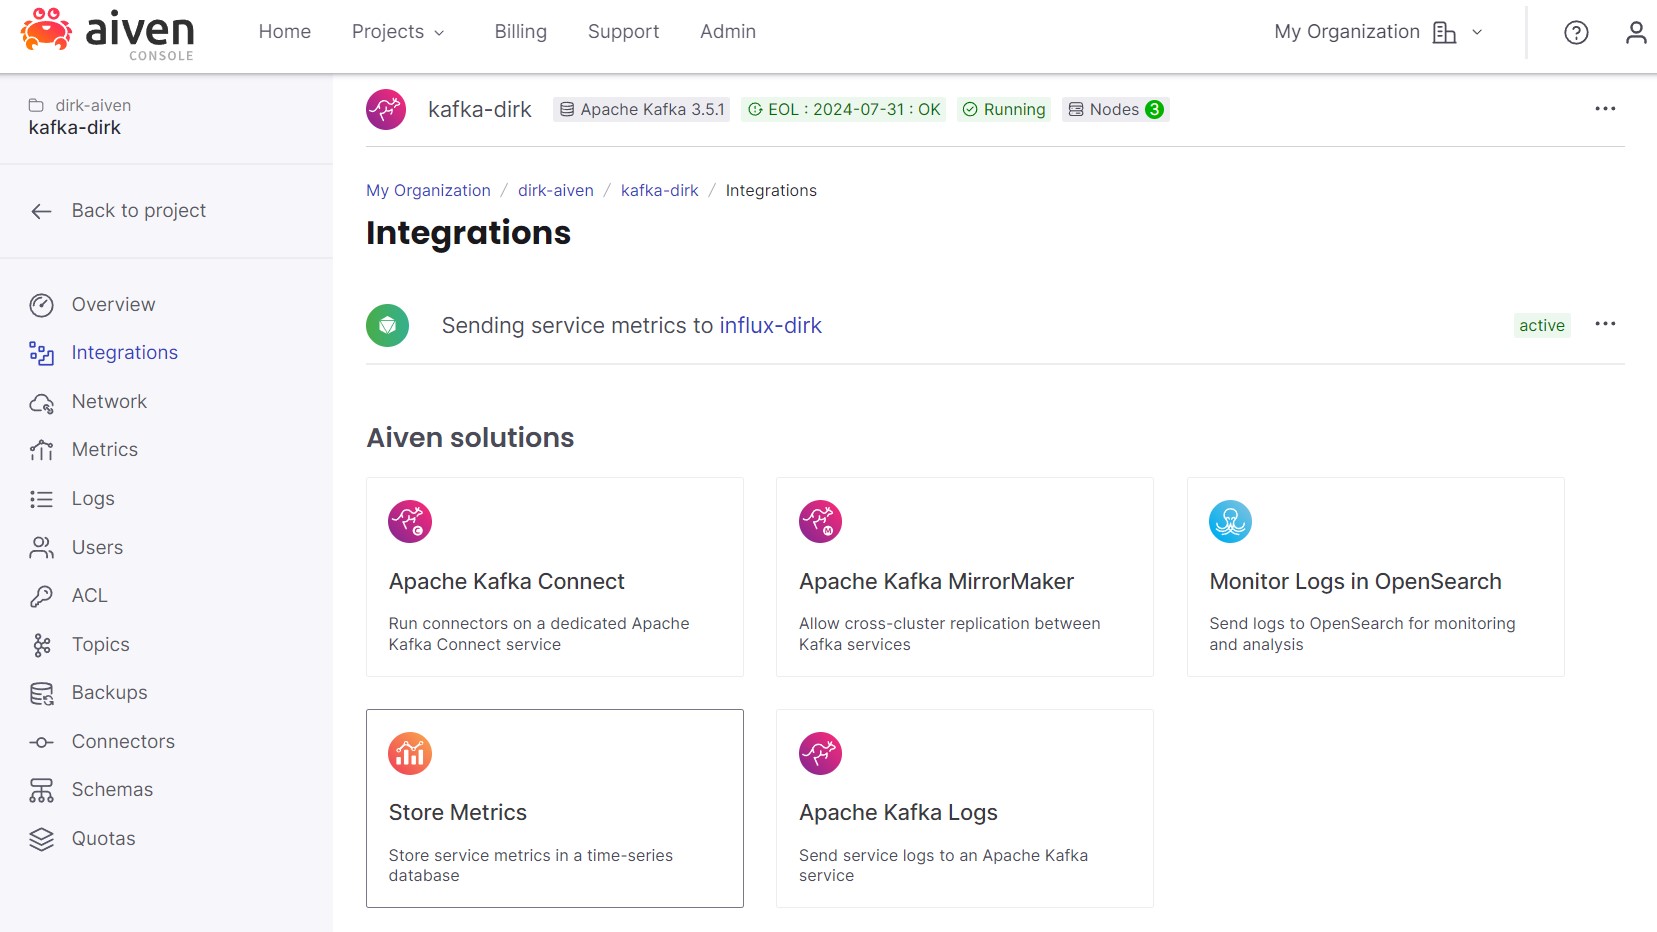 aiven
CONSOLE
Home
Projects
Billing
Support
Admin
My Organization
dirk-aiven
kafka-dirk
Back to project
Overview
Integrations
Network
Metrics
Logs
Users
ACL
Topics
Backups
Connectors
Schemas
Quotas
kafka-dirk
Apache Kafka 3.5.1
EOL : 2024-07-31 : OK
Running
Nodes 3
My Organization / dirk-aiven / kafka-dirk / Integrations
Integrations
Sending service metrics to influx-dirk
active
Aiven solutions
C
Apache Kafka Connect
Run connectors on a dedicated Apache
Kafka Connect service
M
Apache Kafka MirrorMaker
Allow cross-cluster replication between
Kafka services
Monitor Logs in OpenSearch
Send logs to OpenSearch for monitoring
and analysis
Store Metrics
Store service metrics in a time-series
database
Apache Kafka Logs
Send service logs to an Apache Kafka
service